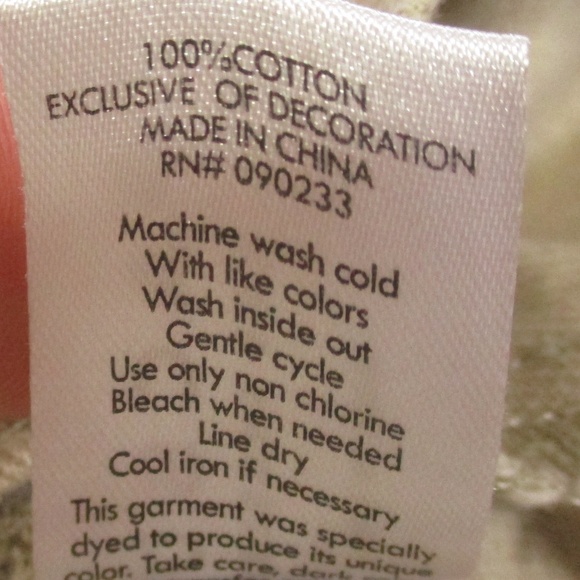 100%COTTON
EXCLUSIVE OF DECORATION
MADE IN CHINA
RN# 090233
Machine wash cold
With like colors
Wash inside out
Gentle cycle
Use only non chlorine
Bleach when needed
Line dry
Cool iron if necessary
This garment was specially
dyed to produce its unique
color. Take care, dark